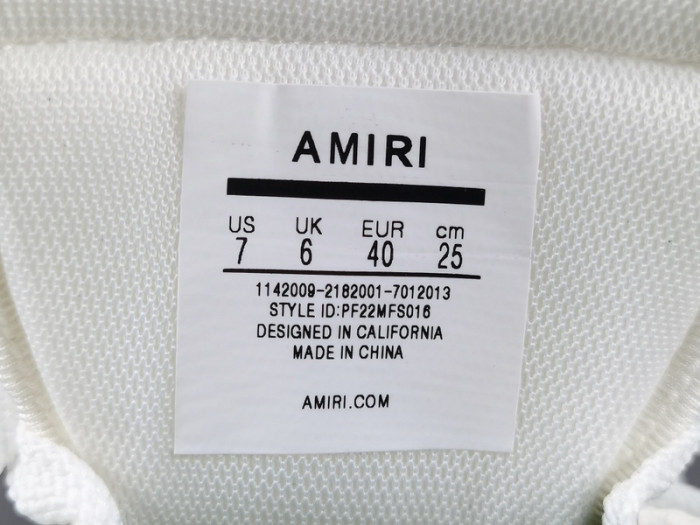 AMIRI
US UK EUR cm
7 6 40 25
1142009-2182001-7012013
STYLE ID:PF22MFS016
DESIGNED IN CALIFORNIA
MADE IN CHINA
AMIRI.COM